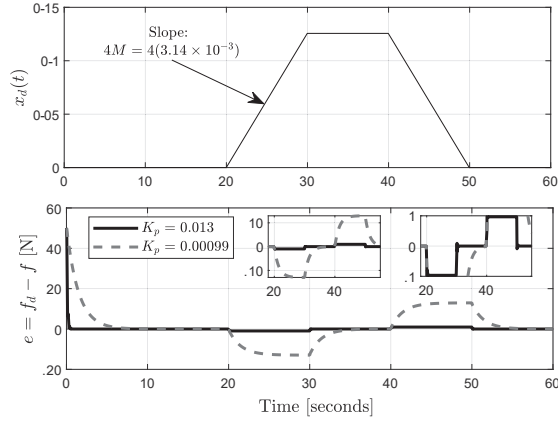 0-15
0-1
0-05
0
x_d(t)
Slope:
4M = 4(3.14 × 10^{-3})
0 10 20 30 40 50 60
60
40
20
0
.20
e = f_d − f [N]
K_p = 0.013
K_p = 0.00099
10
0
.10
20 40
1
0
.1
20 40
0 10 20 30 40 50 60
Time [seconds]